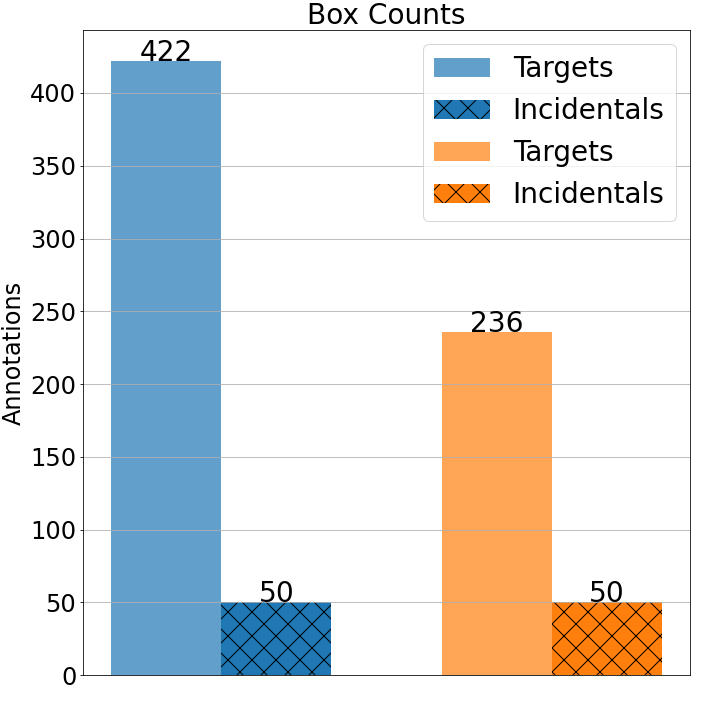 Box Counts
Annotations
400
350
300
250
200
150
100
50
0
422
50
236
50
Targets
Incidentals
Targets
Incidentals